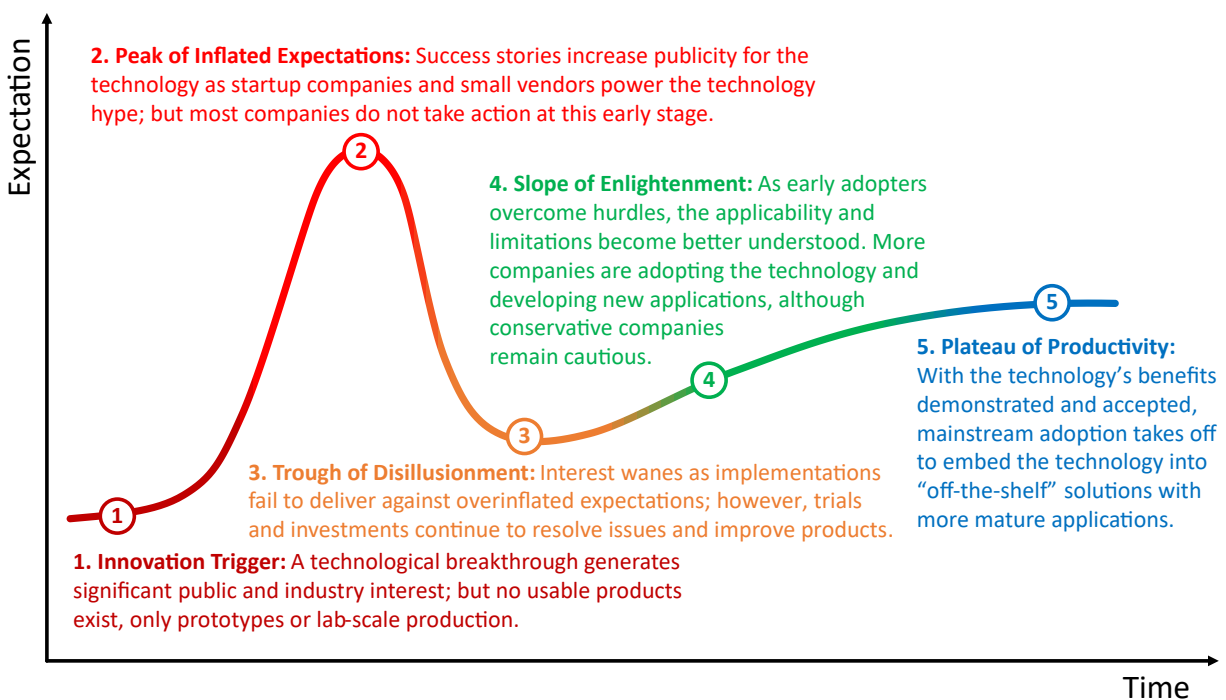 Expectation
2. Peak of Inflated Expectations: Success stories increase publicity for the
technology as startup companies and small vendors power the technology
hype; but most companies do not take action at this early stage.
2
4. Slope of Enlightenment: As early adopters
overcome hurdles, the applicability and
limitations become better understood. More
companies are adopting the technology and
developing new applications, although
conservative companies
remain cautious.
5
4
5. Plateau of Productivity:
With the technology’s benefits
demonstrated and accepted,
mainstream adoption takes off
to embed the technology into
“off-the-shelf” solutions with
more mature applications.
3
3. Trough of Disillusionment: Interest wanes as implementations
fail to deliver against overinflated expectations; however, trials
and investments continue to resolve issues and improve products.
1
1. Innovation Trigger: A technological breakthrough generates
significant public and industry interest; but no usable products
exist, only prototypes or lab-scale production.
Time